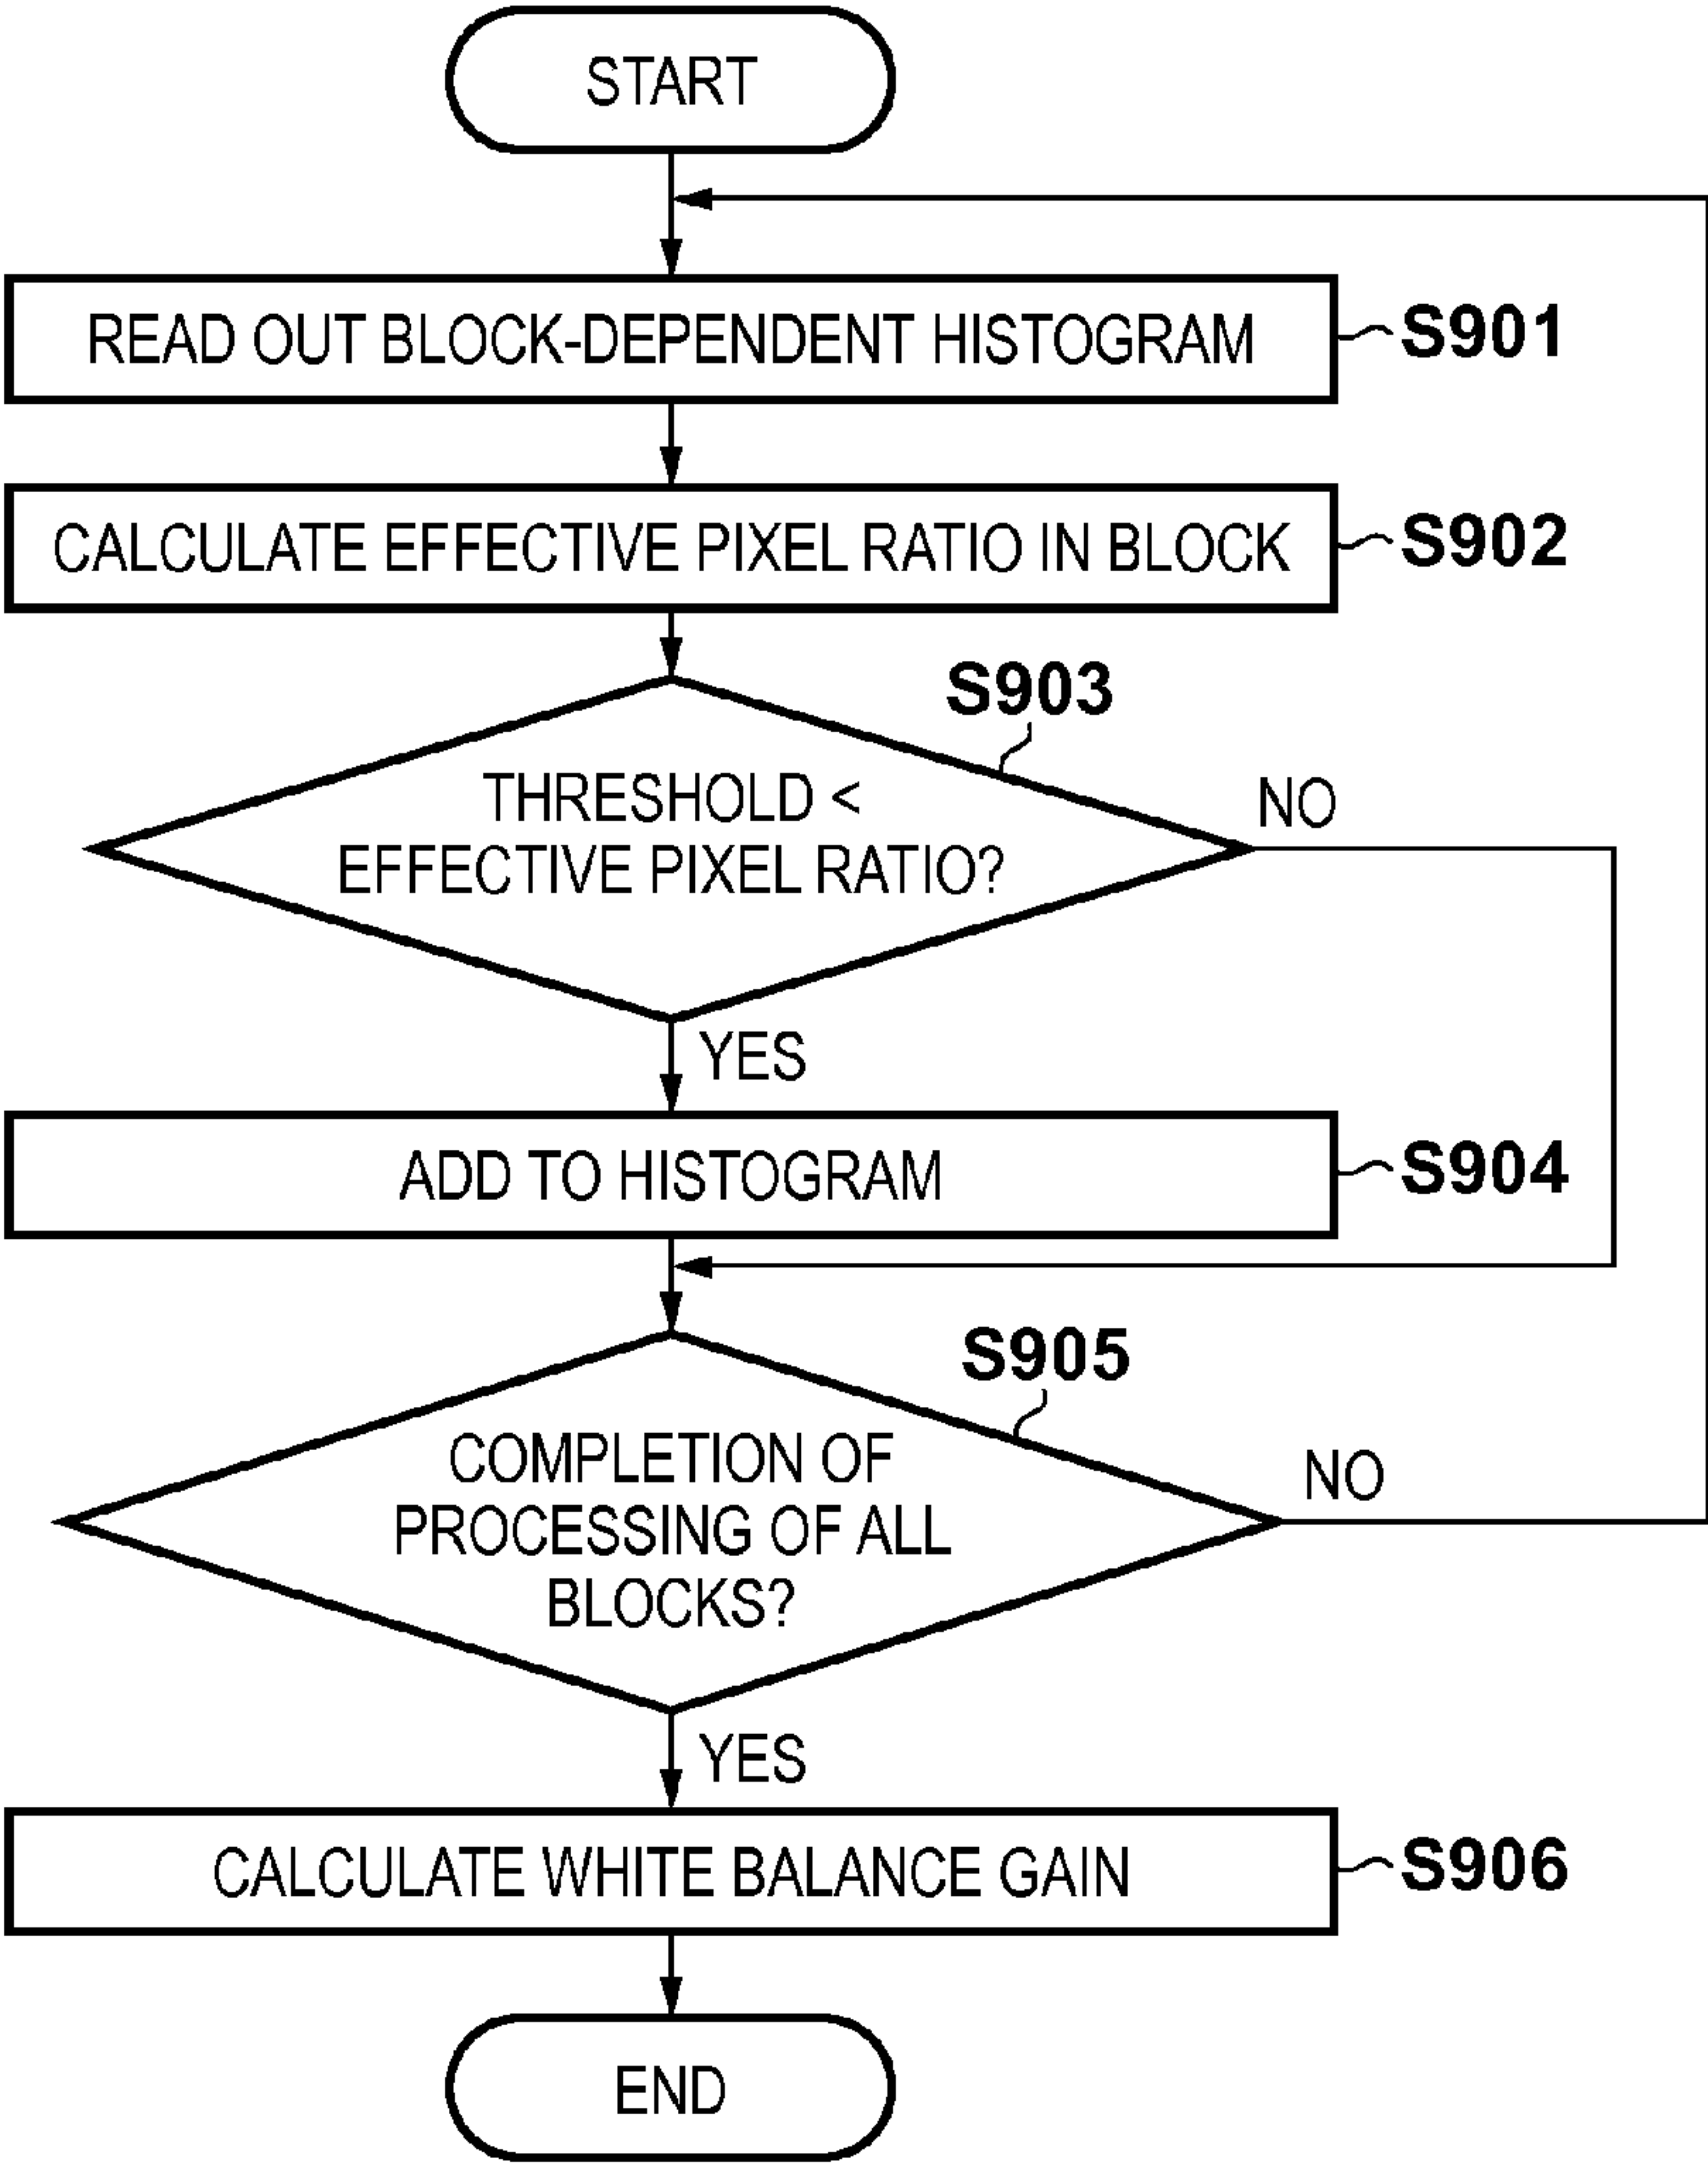 START
READ OUT BLOCK-DEPENDENT HISTOGRAM
S901
CALCULATE EFFECTIVE PIXEL RATIO IN BLOCK
S902
S903
THRESHOLD <
EFFECTIVE PIXEL RATIO?
NO
YES
ADD TO HISTOGRAM
S904
S905
COMPLETION OF
PROCESSING OF ALL
BLOCKS?
NO
YES
CALCULATE WHITE BALANCE GAIN
S906
END